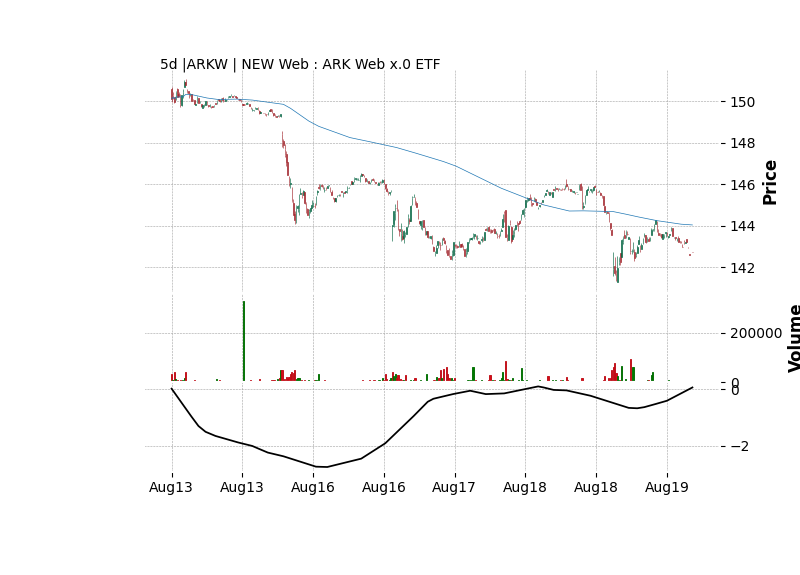 5d |ARKW | NEW Web : ARK Web x.0 ETF
150
148
146
144
142
Price
200000
0
Volume
0
−2
Aug13 Aug13 Aug16 Aug16 Aug17 Aug18 Aug18 Aug19